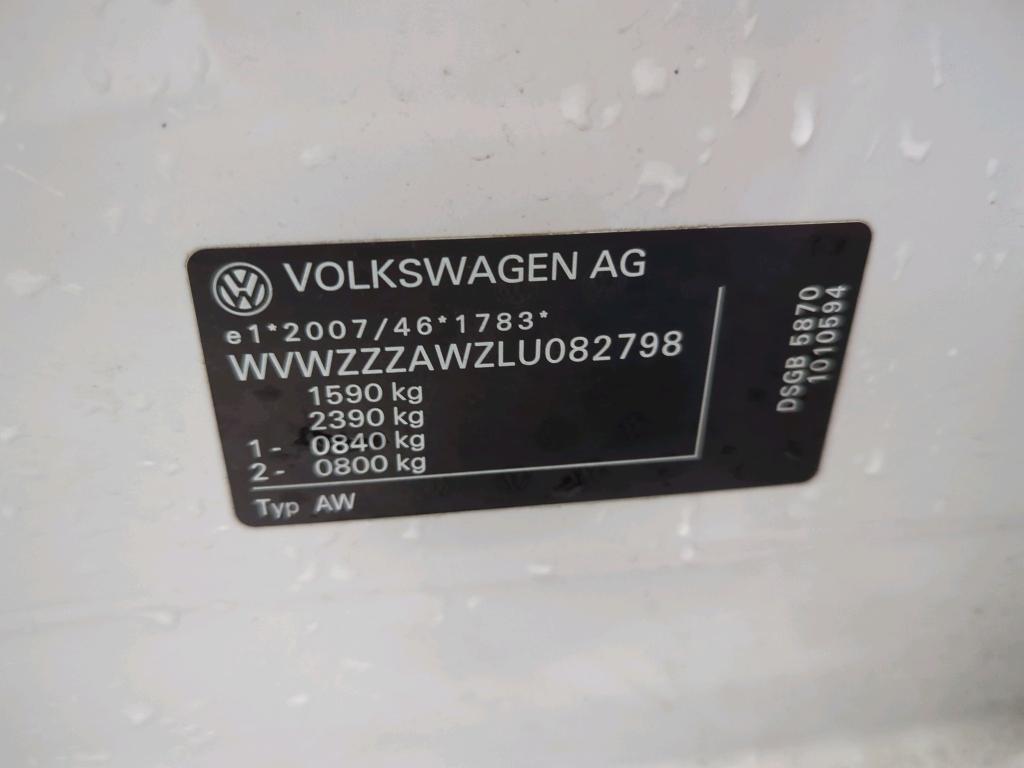 VOLKSWAGEN AG
e1*2007/46*1783*
WVWZZZAWZLU082798
1590 kg
2390 kg
1- 0840 kg
2- 0800 kg
Typ AW
DSGB 5870
1010594